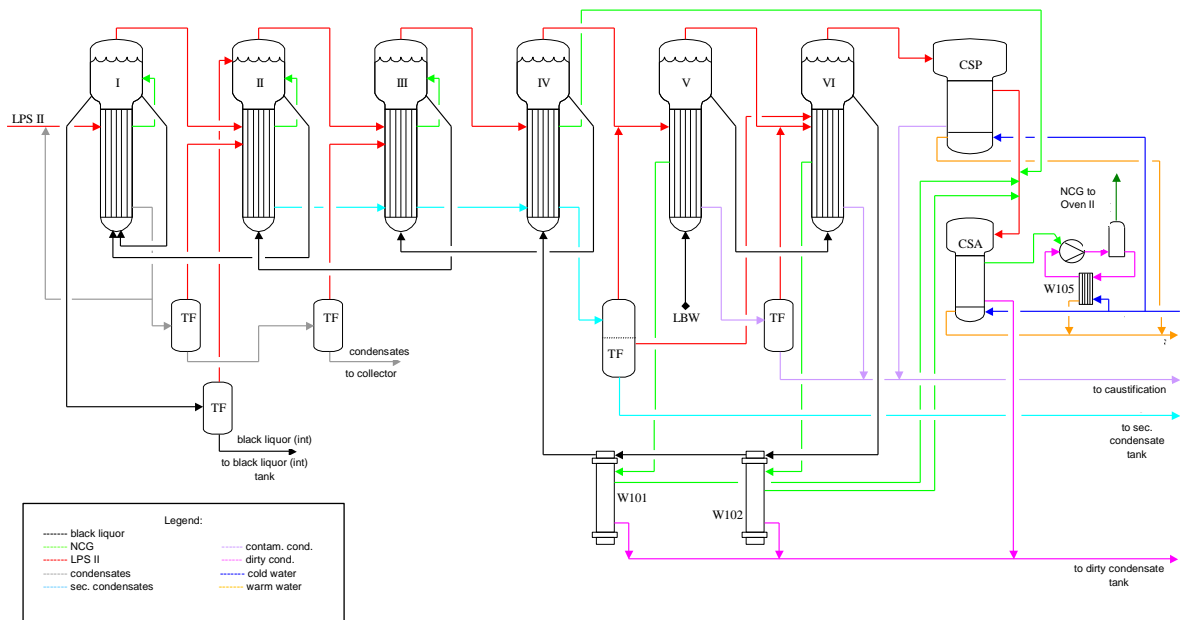 I
II
III
IV
V
VI
CSP
LPS II
NCG to
Oven II
CSA
W105
TF
TF
LBW
TF
TF
condensates
to collector
TF
to caustification
black liquor (int)
to black liquor (int)
tank
to sec.
condensate
tank
W101
W102
Legend:
black liquor
NCG
LPS II
condensates
sec. condensates
contam. cond.
dirty cond.
cold water
warm water
to dirty condensate
tank